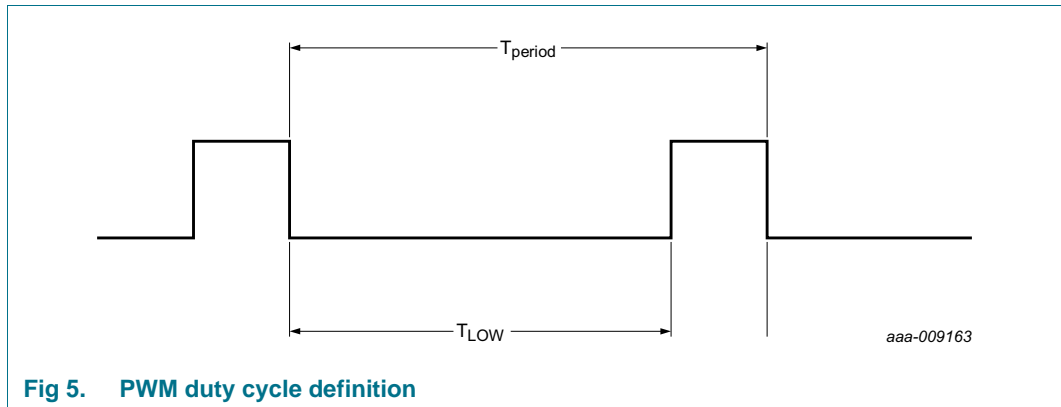 Tperiod
TLOW
aaa-009163
Fig 5. PWM duty cycle definition